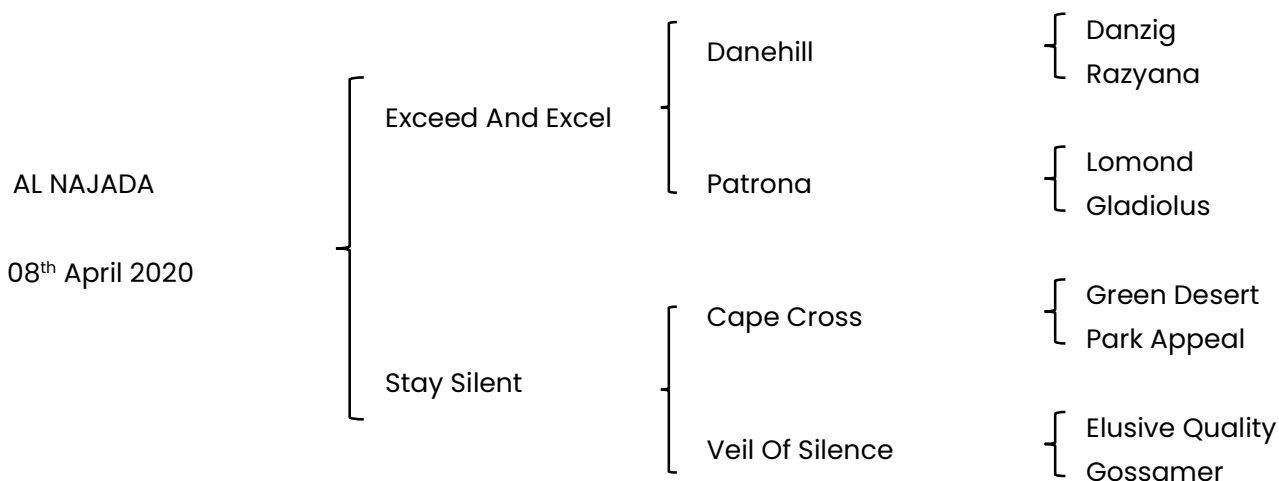 AL NAJADA
08th April 2020
Exceed And Excel
Stay Silent
Danehill
Patrona
Cape Cross
Veil Of Silence
Danzig
Razyana
Lomond
Gladiolus
Green Desert
Park Appeal
Elusive Quality
Gossamer